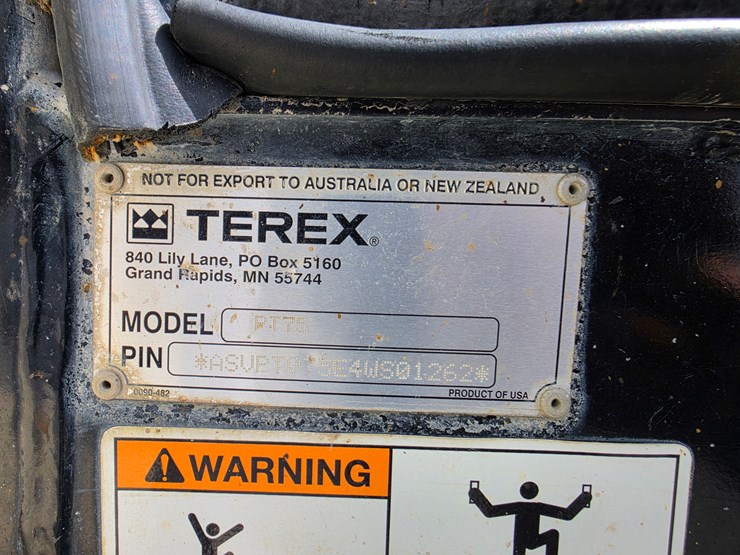 NOT FOR EXPORT TO AUSTRALIA OR NEW ZEALAND
TEREX®
840 Lily Lane, PO Box 5160
Grand Rapids, MN 55744
MODEL PT75
PIN
PRODUCT OF USA
WARNING